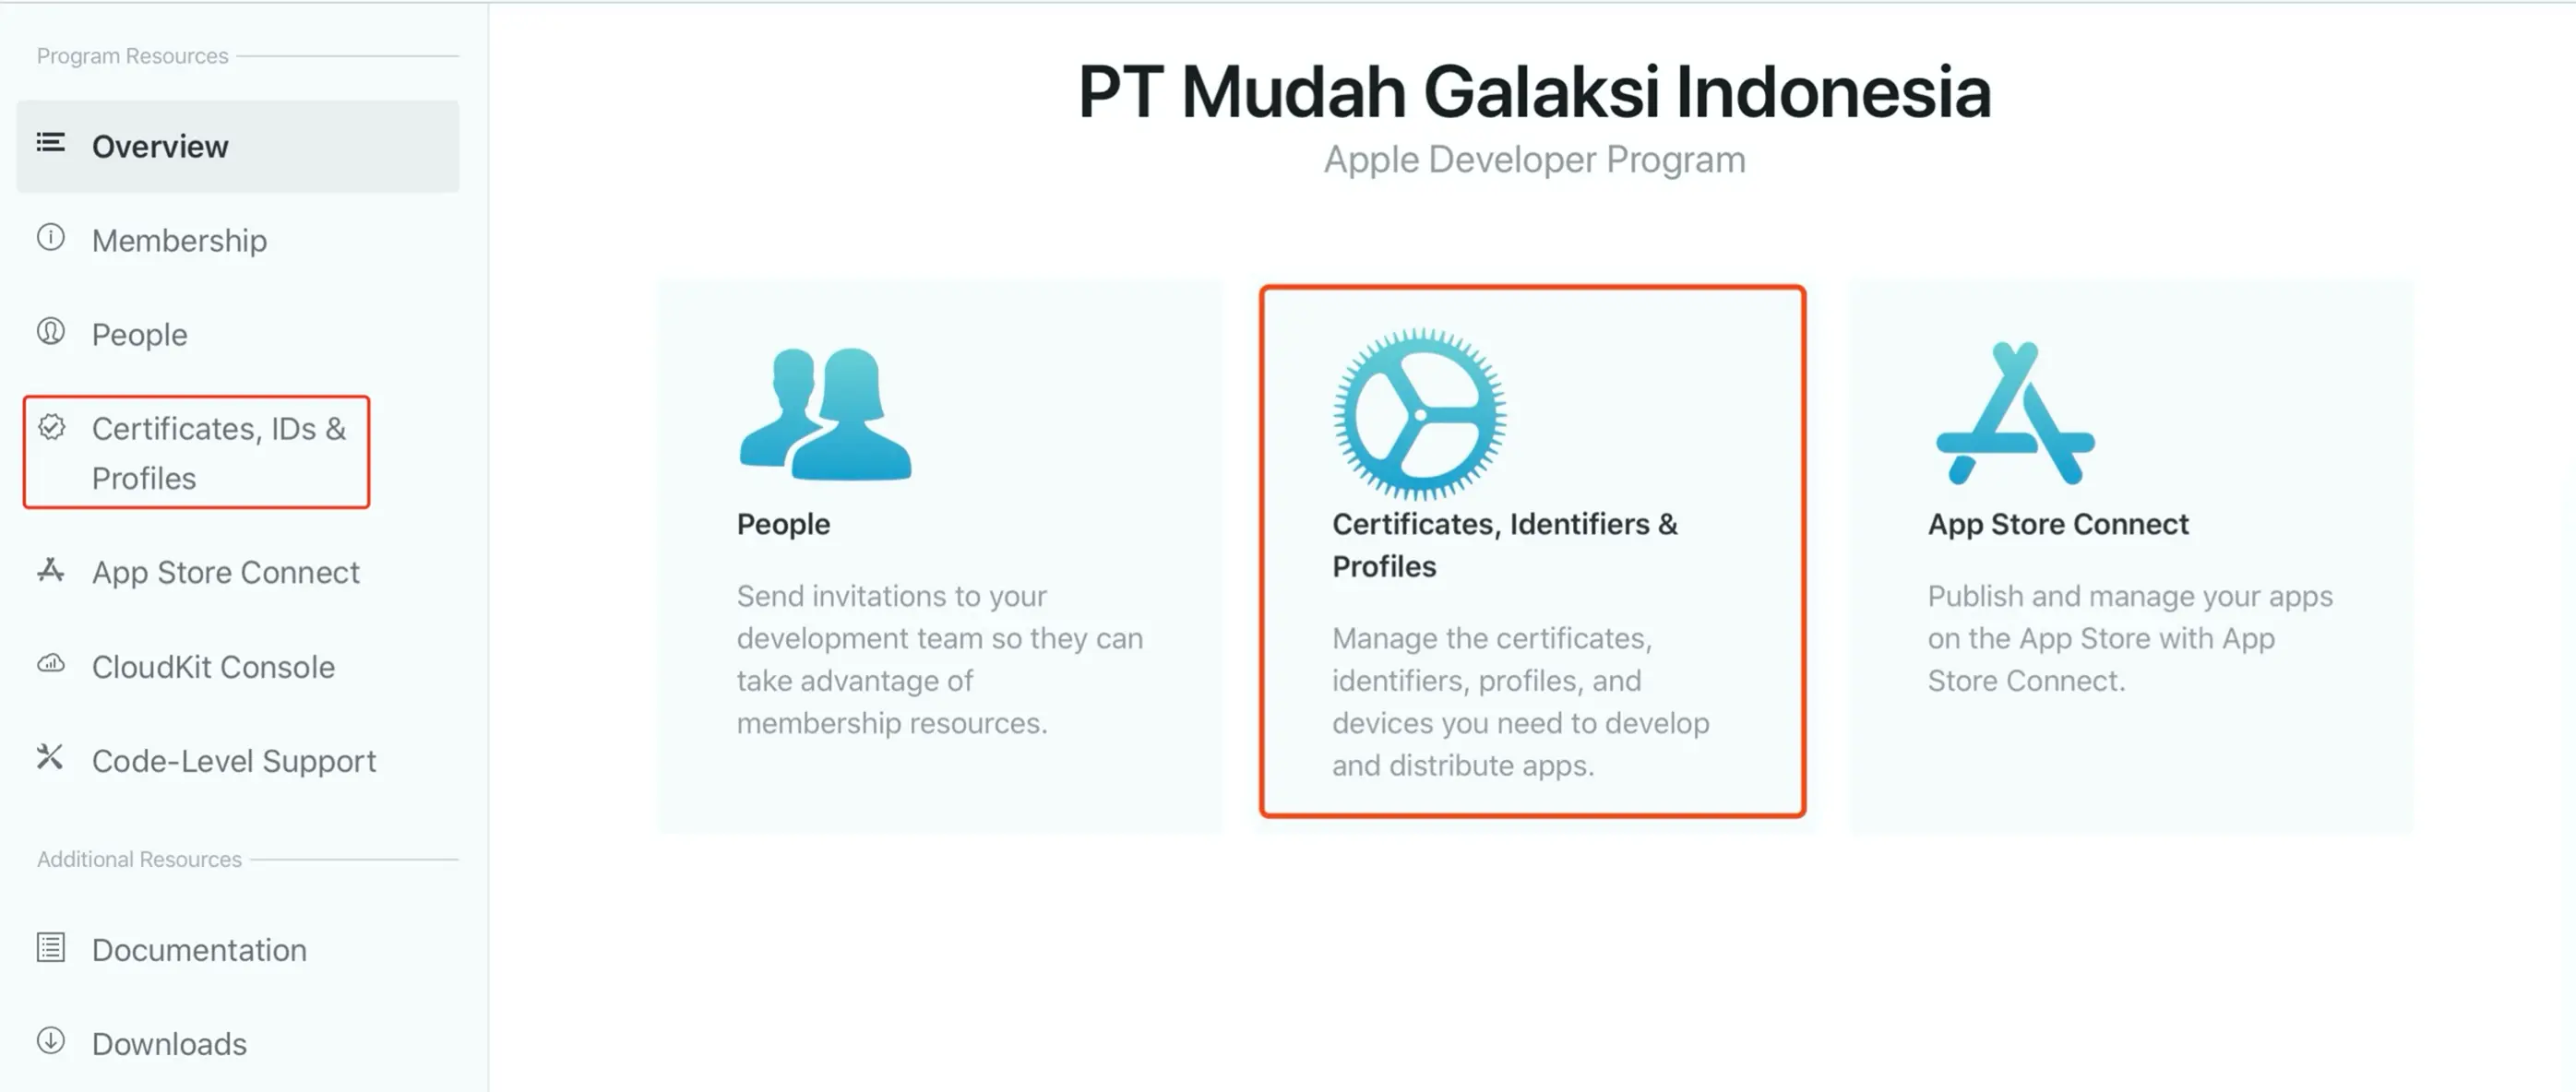 Program Resources
Overview
Membership
People
Certificates, IDs &
Profiles
App Store Connect
CloudKit Console
Code-Level Support
Additional Resources
Documentation
Downloads
PT Mudah Galaksi Indonesia
Apple Developer Program
People
Send invitations to your
development team so they can
take advantage of
membership resources.
Certificates, Identifiers &
Profiles
Manage the certificates,
identifiers, profiles, and
devices you need to develop
and distribute apps.
App Store Connect
Publish and manage your apps
on the App Store with App
Store Connect.